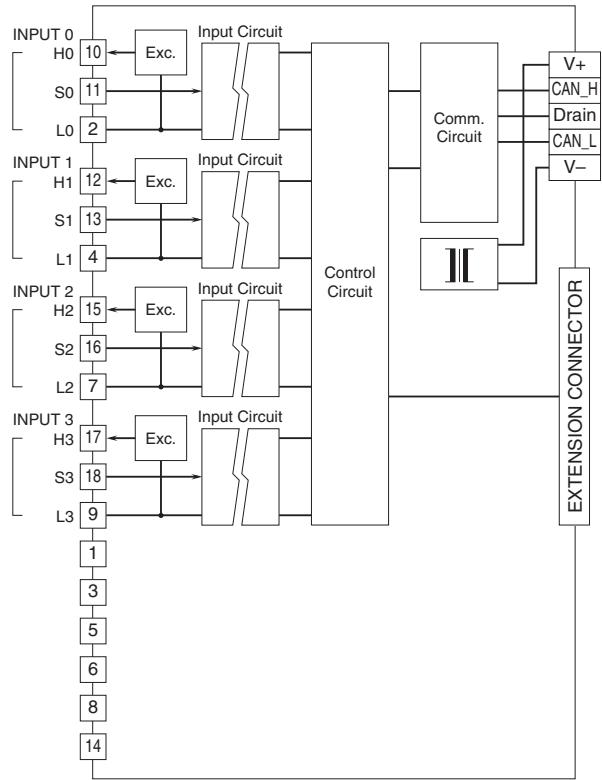 INPUT 0
H0 10 Exc. Input Circuit
S0 11
L0 2
INPUT 1
H1 12 Exc. Input Circuit
S1 13
L1 4
INPUT 2
H2 15 Exc. Input Circuit
S2 16
L2 7
INPUT 3
H3 17 Exc. Input Circuit
S3 18
L3 9
1
3
5
6
8
14
Control
Circuit
Comm.
Circuit
V+
CAN_H
Drain
CAN_L
V–
EXTENSION CONNECTOR